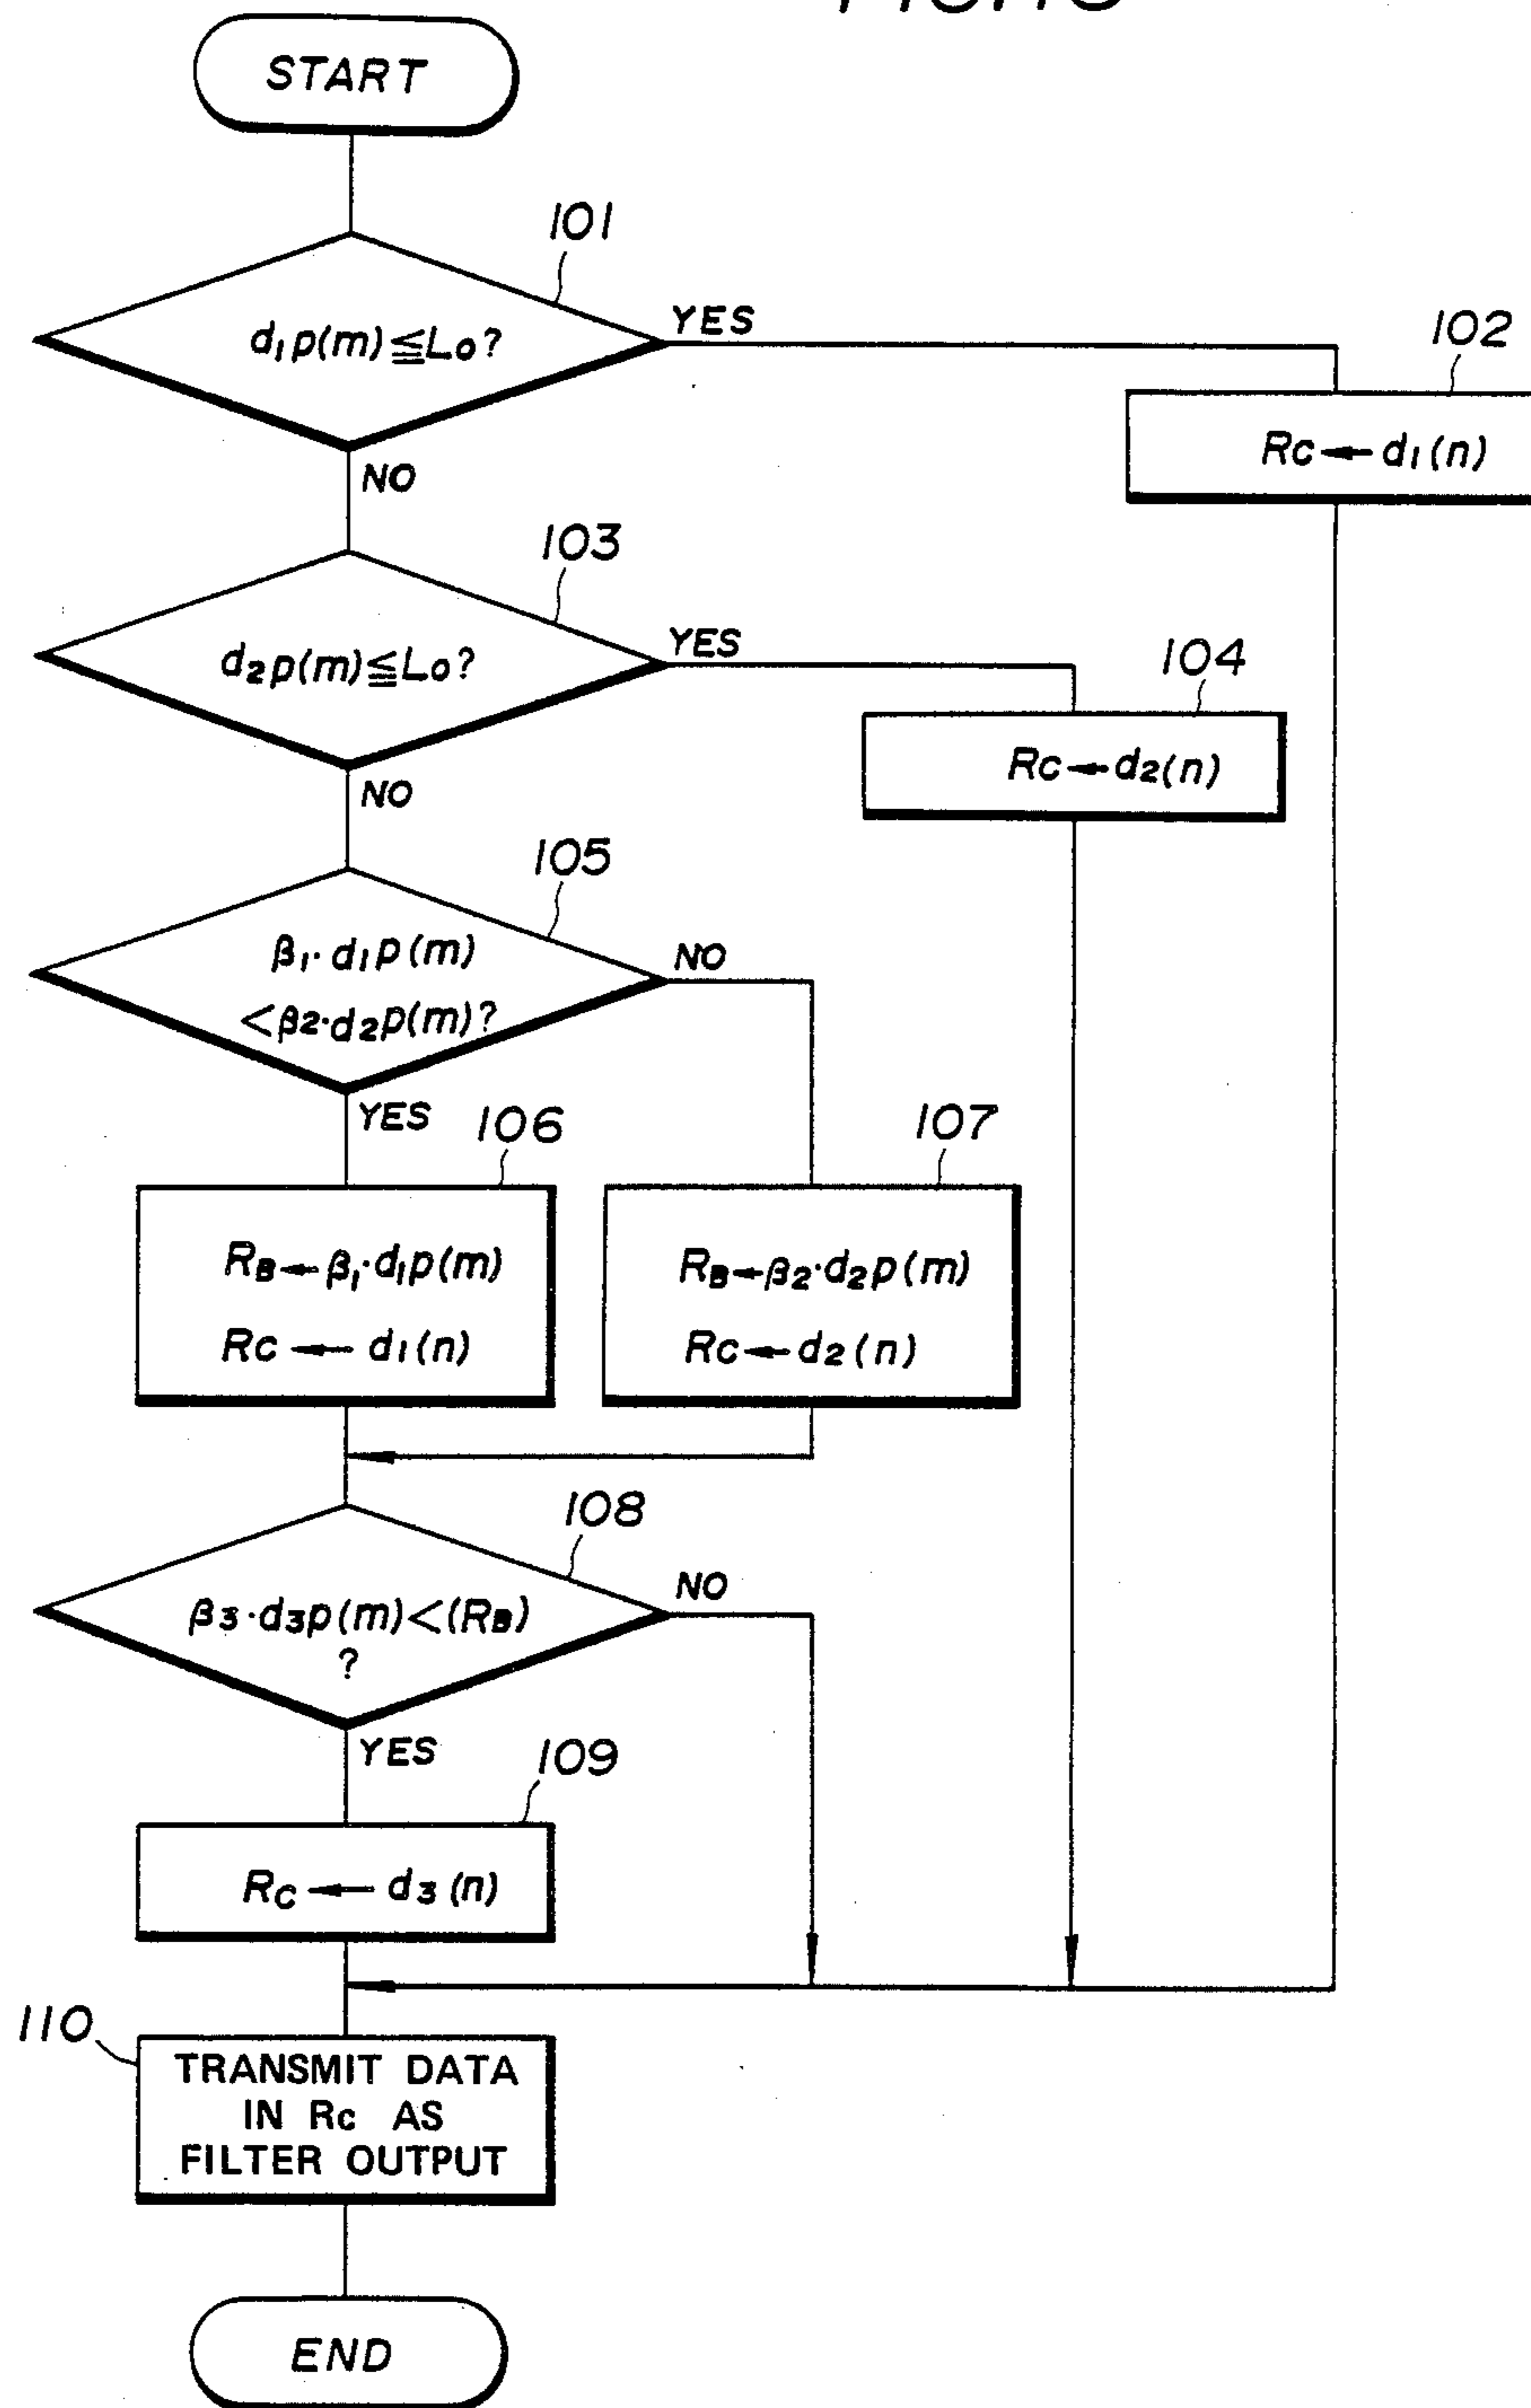 START
101
d₁p(m)≦L₀?
YES
102
NO
Rc←d₁(n)
103
d₂p(m)≦L₀?
YES
104
NO
Rc←d₂(n)
105
β₁·d₁p(m)
<β₂·d₂p(m)?
NO
YES
106
107
R_B←β₁·d₁p(m)
Rc←d₁(n)
R_B←β₂·d₂p(m)
Rc←d₂(n)
108
β₃·d₃p(m)<(R_B)
?
NO
YES
109
Rc←d₃(n)
110
TRANSMIT DATA
IN Rc AS
FILTER OUTPUT
END